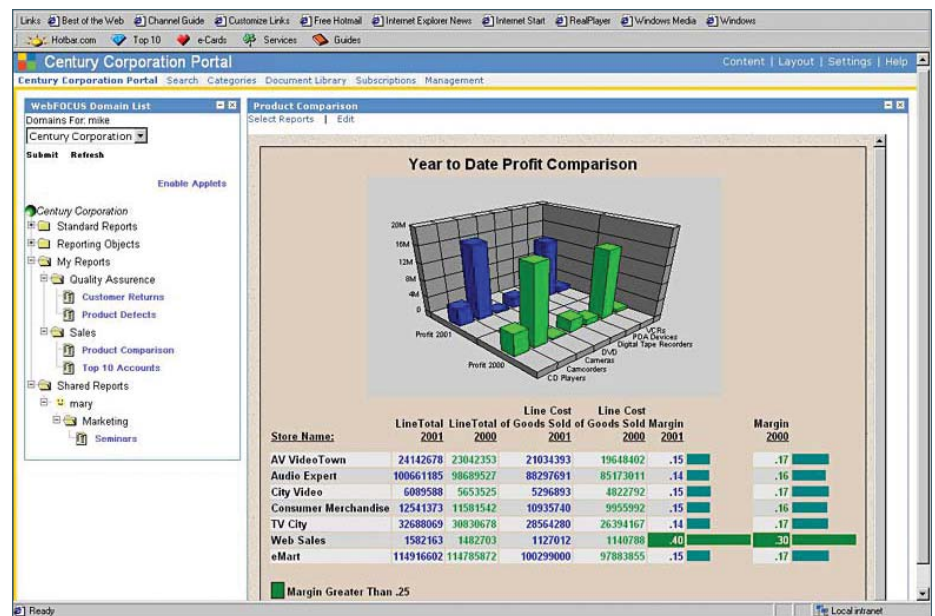 Links Best of the Web Channel Guide Customize Links Free Hotmail Internet Explorer News Internet Start RealPlayer Windows Media Windows
Hotbar.com Top 10 e-Cards Services Guides
Century Corporation Portal Content | Layout | Settings | Help
Century Corporation Portal Search Categories Document Library Subscriptions Management
WebFOCUS Domain List
Domains For: mike
Century Corporation
Submit Refresh
Enable Applets
Century Corporation
Standard Reports
Reporting Objects
My Reports
Quality Assurence
Customer Returns
Product Defects
Sales
Product Comparison
Top 10 Accounts
Shared Reports
mary
Marketing
Seminars
Product Comparison
Select Reports | Edit
Year to Date Profit Comparison
20M
16M
12M
8M
4M
0
Profit 2001
Profit 2000
VCRs
PDA Devices
Digital Tape Recorders
DVD
Cameras
Camcorders
CD Players
Line Cost Line Cost
LineTotal LineTotal of Goods Sold of Goods Sold Margin Margin
Store Name: 2001 2000 2001 2000 2001 2000
AV VideoTown 24142678 23042353 21034393 19648402 .15 .17
Audio Expert 100661185 98689527 88297691 85173011 .14 .16
City Video 6089588 5653525 5296893 4822792 .15 .17
Consumer Merchandise 12541373 11581542 10935740 9955992 .15 .16
TV City 32688069 30830678 28564280 26394167 .14 .17
Web Sales 1582163 1482703 1127012 1140788 .40 .30
eMart 114916602 114785872 100299000 97883855 .15 .17
Margin Greater Than .25
Ready Local intranet